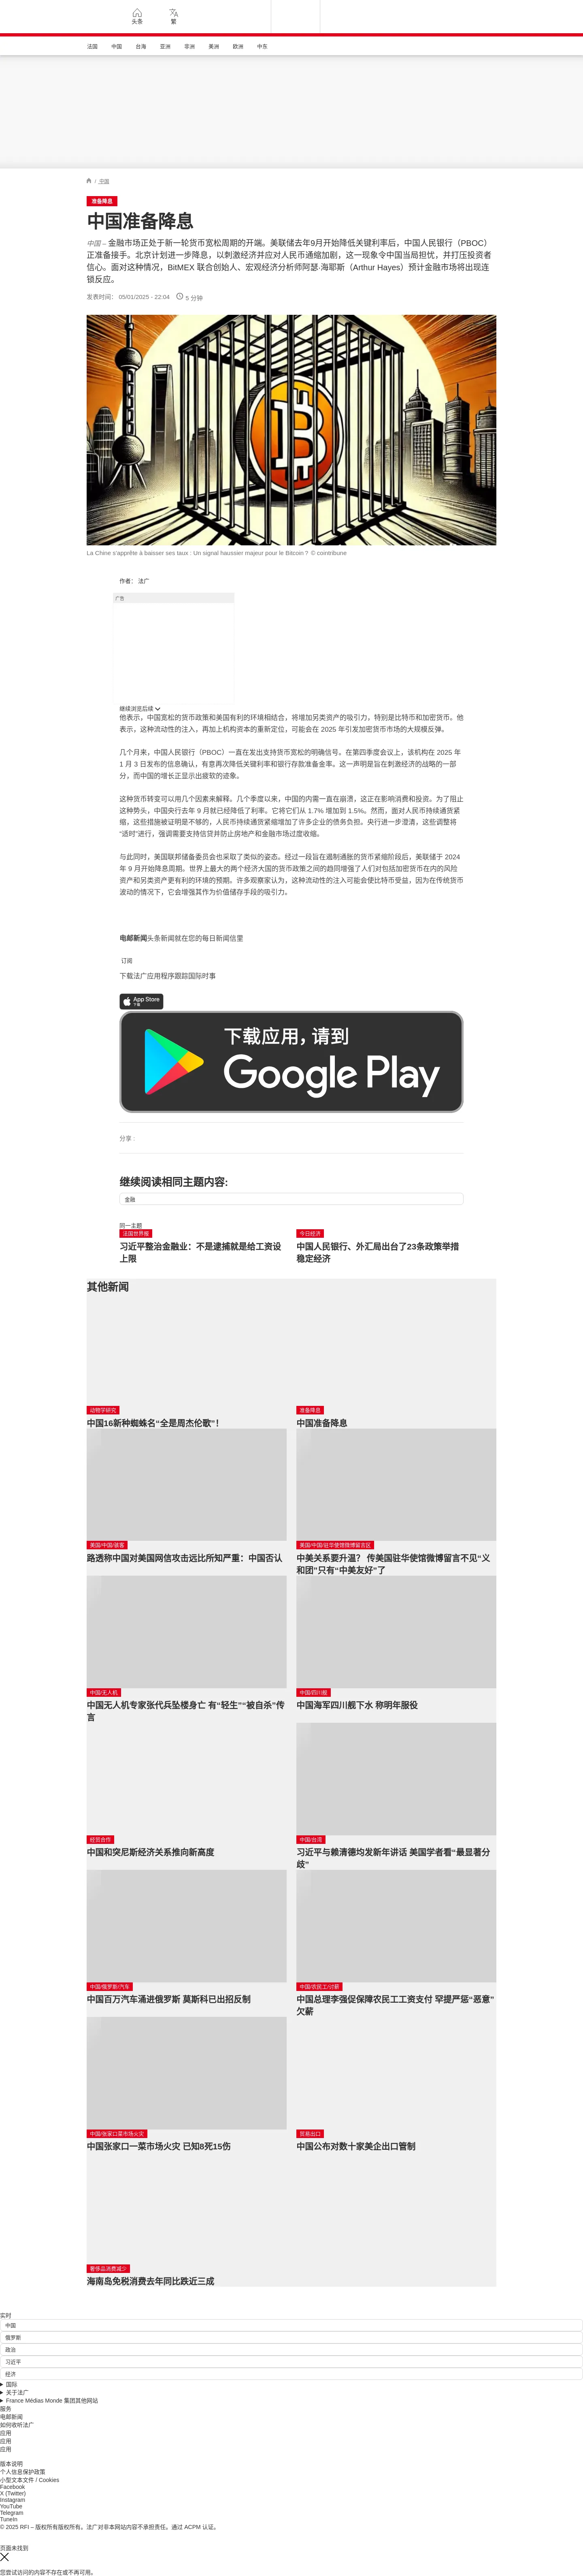 头条
繁
法国
中国
台海
亚洲
非洲
美洲
欧洲
中东
/ 中国
准备降息
中国准备降息
中国 – 金融市场正处于新一轮货币宽松周期的开端。美联储去年9月开始降低关键利率后，中国人民银行（PBOC）
正准备接手。北京计划进一步降息，以刺激经济并应对人民币通缩加剧，这一现象令中国当局担忧，并打压投资者
信心。面对这种情况，BitMEX 联合创始人、宏观经济分析师阿瑟·海耶斯（Arthur Hayes）预计金融市场将出现连
锁反应。
发表时间： 05/01/2025 - 22:04
5 分钟
La Chine s'apprête à baisser ses taux : Un signal haussier majeur pour le Bitcoin ? © cointribune
作者： 法广
广告
继续浏览后续
他表示，中国宽松的货币政策和美国有利的环境相结合，将增加另类资产的吸引力，特别是比特币和加密货币。他
表示，这种流动性的注入，再加上机构资本的重新定位，可能会在 2025 年引发加密货币市场的大规模反弹。
几个月来，中国人民银行（PBOC）一直在发出支持货币宽松的明确信号。在第四季度会议上，该机构在 2025 年
1 月 3 日发布的信息确认，有意再次降低关键利率和银行存款准备金率。这一声明是旨在刺激经济的战略的一部
分，而中国的增长正显示出疲软的迹象。
这种货币转变可以用几个因素来解释。几个季度以来，中国的内需一直在崩溃，这正在影响消费和投资。为了阻止
这种势头，中国央行去年 9 月就已经降低了利率。它将它们从 1.7% 增加到 1.5%。然而，面对人民币持续通货紧
缩，这些措施被证明是不够的，人民币持续通货紧缩增加了许多企业的债务负担。央行进一步澄清，这些调整将
“适时”进行，强调需要支持信贷并防止房地产和金融市场过度收缩。
与此同时，美国联邦储备委员会也采取了类似的姿态。经过一段旨在遏制通胀的货币紧缩阶段后，美联储于 2024
年 9 月开始降息周期。世界上最大的两个经济大国的货币政策之间的趋同增强了人们对包括加密货币在内的风险
资产和另类资产更有利的环境的预期。许多观察家认为，这种流动性的注入可能会使比特币受益，因为在传统货币
波动的情况下，它会增强其作为价值储存手段的吸引力。
电邮新闻头条新闻就在您的每日新闻信里
订阅
下载法广应用程序跟踪国际时事
App Store
下载
下载应用，请到
Google Play
分享 :
继续阅读相同主题内容:
金融
同一主题
法国世界报
习近平整治金融业：不是逮捕就是给工资设
上限
今日经济
中国人民银行、外汇局出台了23条政策举措
稳定经济
其他新闻
动物学研究
中国16新种蜘蛛名“全是周杰伦歌”！
准备降息
中国准备降息
美国/中国/骇客
路透称中国对美国网信攻击远比所知严重：中国否认
美国/中国/驻华使馆微博留言区
中美关系要升温？ 传美国驻华使馆微博留言不见“义
和团”只有“中美友好”了
中国/无人机
中国无人机专家张代兵坠楼身亡 有“轻生”“被自杀”传
言
中国/四川舰
中国海军四川舰下水 称明年服役
经贸合作
中国和突尼斯经济关系推向新高度
中国/台湾
习近平与赖清德均发新年讲话 美国学者看“最显著分
歧”
中国/俄罗斯/汽车
中国百万汽车涌进俄罗斯 莫斯科已出招反制
中国/农民工/讨薪
中国总理李强促保障农民工工资支付 罕提严惩“恶意”
欠薪
中国/张家口菜市场火灾
中国张家口一菜市场火灾 已知8死15伤
贸易出口
中国公布对数十家美企出口管制
奢侈品消费减少
海南岛免税消费去年同比跌近三成
实时
中国
俄罗斯
政治
习近平
经济
国际
关于法广
France Médias Monde 集团其他网站
服务
电邮新闻
如何收听法广
应用
应用
应用
版本说明
个人信息保护政策
小型文本文件 / Cookies
Facebook
X (Twitter)
Instagram
YouTube
Telegram
TuneIn
© 2025 RFI – 版权所有版权所有。法广对非本网站内容不承担责任。通过 ACPM 认证。
页面未找到
您尝试访问的内容不存在或不再可用。